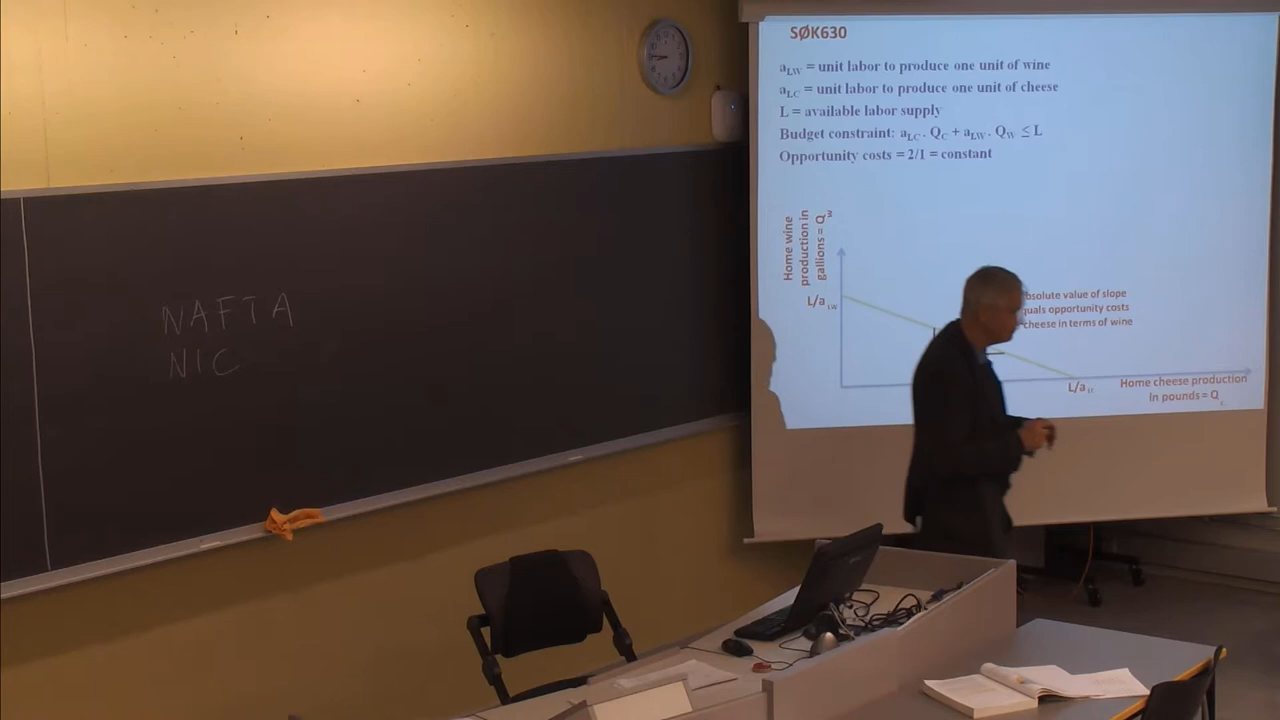 NAFTA
NIC
SØK630
aLW = unit labor to produce one unit of wine
aLC = unit labor to produce one unit of cheese
L = available labor supply
Budget constraint: aLC . QC + aLW . QW ≤ L
Opportunity costs = 2/1 = constant
Home wine
production in
gallions = QW
L/aLW
bsolute value of slope
quals opportunity costs
cheese in terms of wine
L/aLC
Home cheese production
In pounds = Q